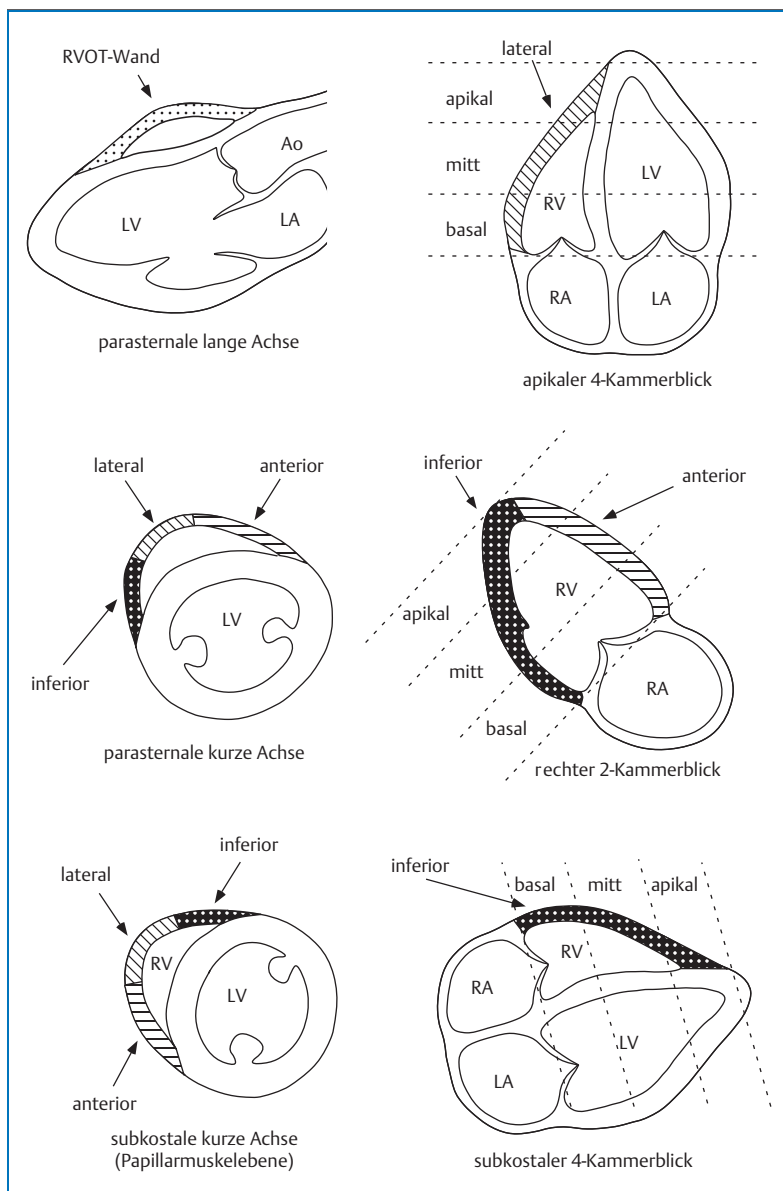 RVOT-Wand
Ao
LV
LA
parasternale lange Achse
lateral
apikal
mitt
basal
LV
RV
RA
LA
apikaler 4-Kammerblick
lateral
anterior
LV
inferior
parasternale kurze Achse
inferior
anterior
RV
apikal
mitt
basal
RA
rechter 2-Kammerblick
inferior
lateral
RV
LV
anterior
subkostale kurze Achse
(Papillarmuskelebene)
inferior
basal
mitt
apikal
RV
RA
LV
LA
subkostaler 4-Kammerblick